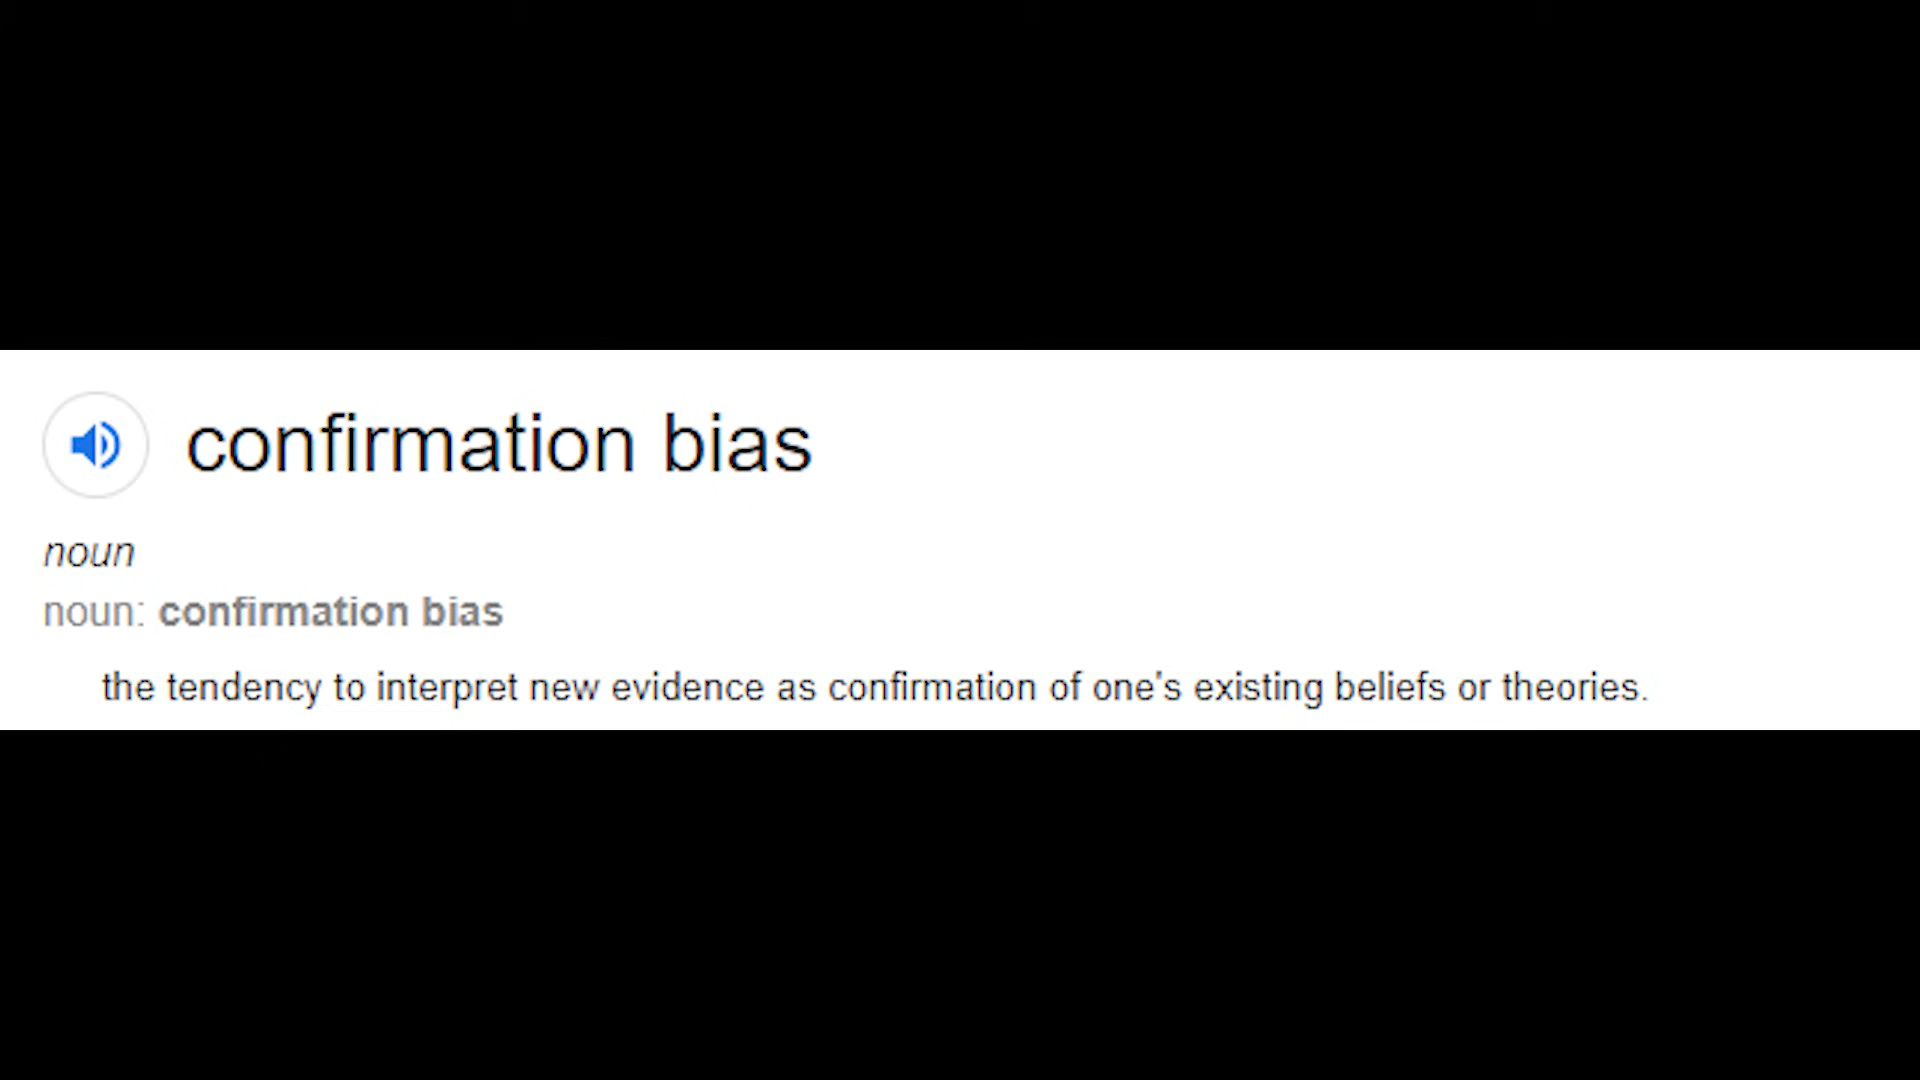 confirmation bias
noun
noun: confirmation bias
the tendency to interpret new evidence as confirmation of one's existing beliefs or theories.